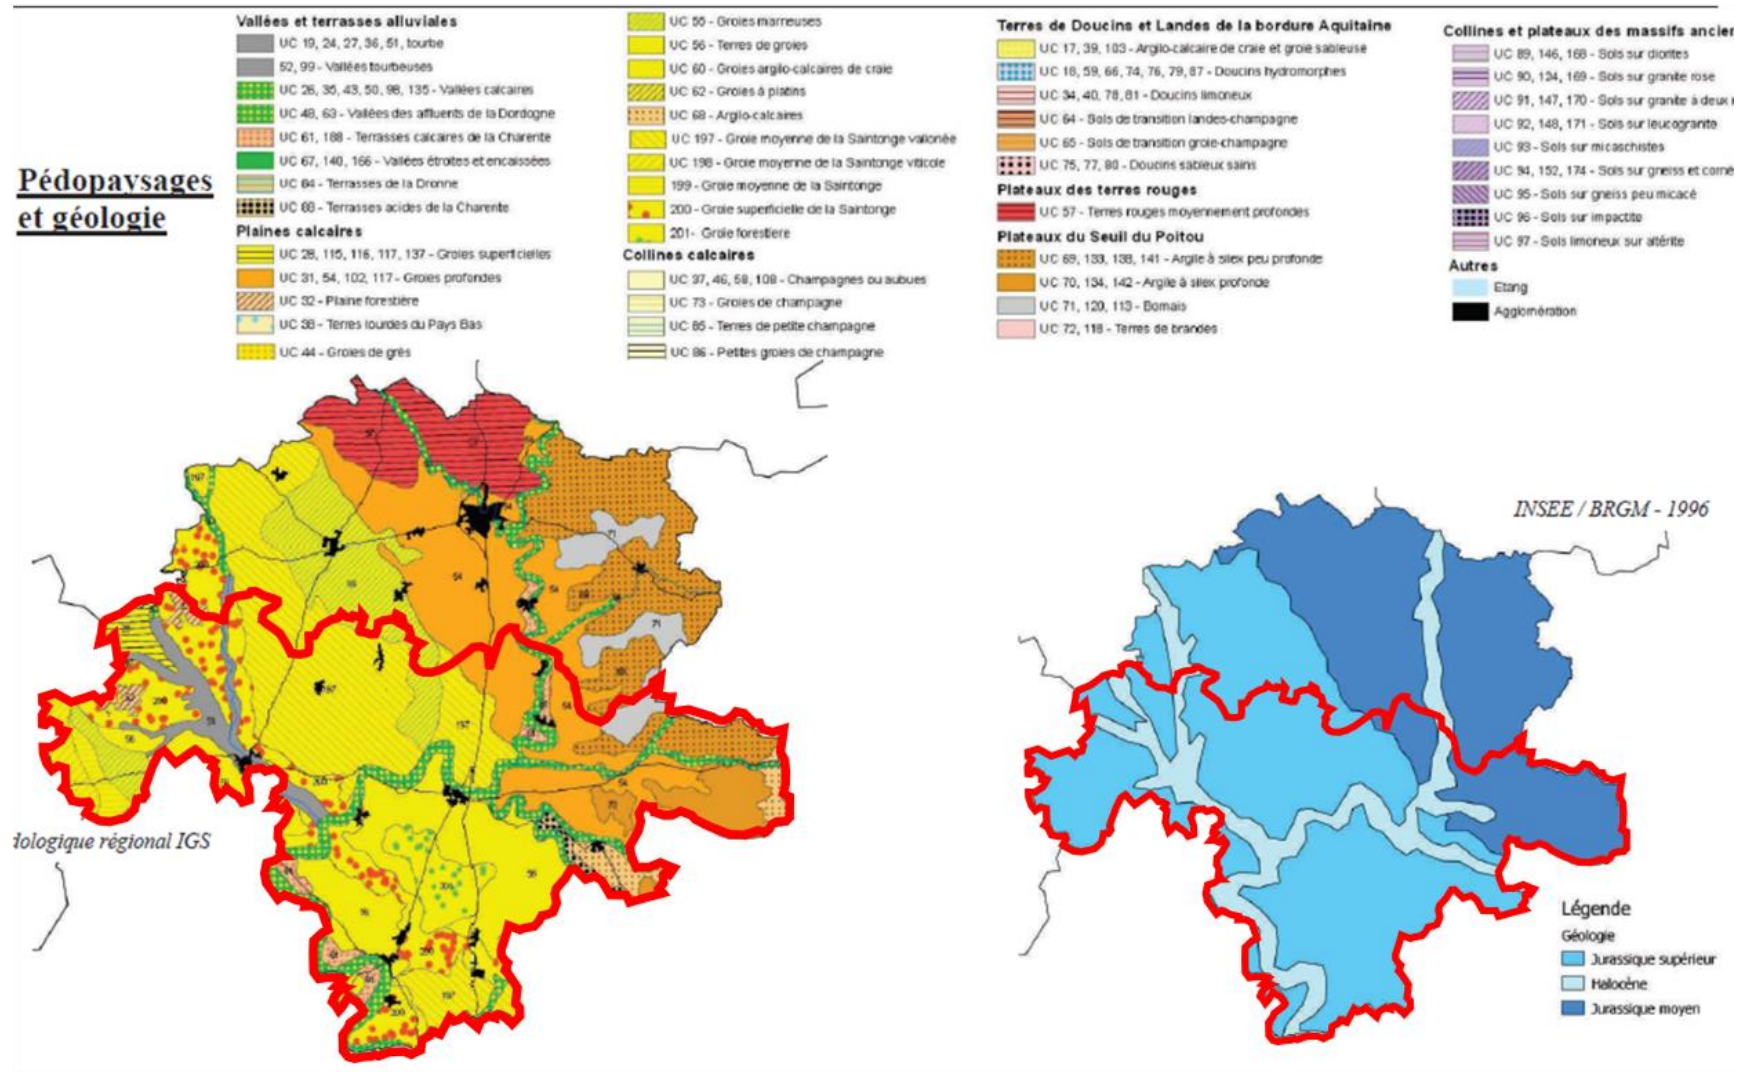 Pédopaysages
et géologie
Vallées et terrasses alluviales
UC 19, 24, 27, 36, 51, tourbe
52, 99 - Vallées tourbeuses
UC 26, 35, 43, 50, 98, 135 - Vallées calcaires
UC 48, 63 - Vallées des affluents de la Dordogne
UC 61, 188 - Terrasses calcaires de la Charente
UC 67, 140, 166 - Vallées étroites et encaissées
UC 84 - Terrasses de la Dronne
UC 88 - Terrasses acides de la Charente
Plaines calcaires
UC 28, 115, 116, 117, 137 - Groies superficielles
UC 31, 54, 102, 117 - Groies profondes
UC 32 - Plaine forestière
UC 38 - Terres lourdes du Pays Bas
UC 44 - Groies de grès
UC 55 - Groies marneuses
UC 56 - Terres de groies
UC 60 - Groies argilo-calcaires de craie
UC 62 - Groies à platins
UC 68 - Argilo-calcaires
UC 197 - Groie moyenne de la Saintonge vallonée
UC 198 - Groie moyenne de la Saintonge viticole
199 - Groie moyenne de la Saintonge
200 - Groie superficielle de la Saintonge
201- Groie forestiere
Collines calcaires
UC 37, 46, 58, 108 - Champagnes ou aubues
UC 73 - Groies de champagne
UC 85 - Terres de petite champagne
UC 86 - Petites groies de champagne
Terres de Doucins et Landes de la bordure Aquitaine
UC 17, 39, 103 - Argilo-calcaire de craie et groie sableuse
UC 18, 59, 66, 74, 76, 79, 87 - Doucins hydromorphes
UC 34, 40, 78, 81 - Doucins limoneux
UC 64 - Sols de transition landes-champagne
UC 65 - Sols de transition groie-champagne
UC 75, 77, 80 - Doucins sableux sains
Plateaux des terres rouges
UC 57 - Terres rouges moyennement profondes
Plateaux du Seuil du Poitou
UC 69, 133, 138, 141 - Argile à silex peu profonde
UC 70, 134, 142 - Argile à silex profonde
UC 71, 120, 113 - Bornais
UC 72, 118 - Terres de brandes
Collines et plateaux des massifs ancier
UC 89, 146, 168 - Sols sur diorites
UC 90, 124, 169 - Sols sur granite rose
UC 91, 147, 170 - Sols sur granite à deux
UC 92, 148, 171 - Sols sur leucogranite
UC 93 - Sols sur micaschistes
UC 94, 152, 174 - Sols sur gneiss et corné
UC 95 - Sols sur gneiss peu micacé
UC 96 - Sols sur impactite
UC 97 - Sols limoneux sur altérite
Autres
Etang
Agglomération
INSEE / BRGM - 1996
dologique régional IGS
197
54
54
71
71
197
197
54
54
200
56
56
200
197
200
Légende
Géologie
Jurassique supérieur
Halocène
Jurassique moyen